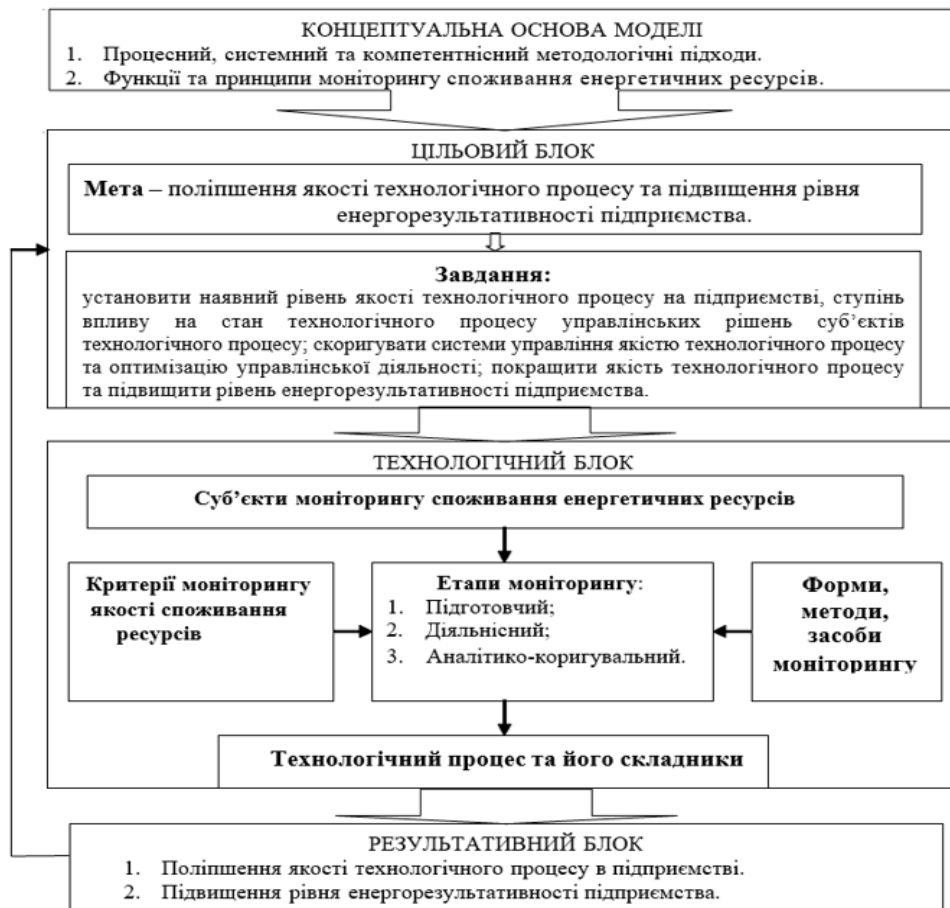 КОНЦЕПТУАЛЬНА ОСНОВА МОДЕЛІ
1. Процесний, системний та компетентнісний методологічні підходи.
2. Функції та принципи моніторингу споживання енергетичних ресурсів.
ЦІЛЬОВИЙ БЛОК
Мета – поліпшення якості технологічного процесу та підвищення рівня
енергорезультативності підприємства.
Завдання:
установити наявний рівень якості технологічного процесу на підприємстві, ступінь
впливу на стан технологічного процесу управлінських рішень суб’єктів
технологічного процесу; скоригувати системи управління якістю технологічного процесу
та оптимізацію управлінської діяльності; покращити якість технологічного процесу
та підвищити рівень енергорезультативності підприємства.
ТЕХНОЛОГІЧНИЙ БЛОК
Суб’єкти моніторингу споживання енергетичних ресурсів
Критерії моніторингу
якості споживання
ресурсів
Етапи моніторингу:
1. Підготовчий;
2. Діяльнісний;
3. Аналітико-коригувальний.
Форми,
методи,
засоби
моніторингу
Технологічний процес та його складники
РЕЗУЛЬТАТИВНИЙ БЛОК
1. Поліпшення якості технологічного процесу в підприємстві.
2. Підвищення рівня енергорезультативності підприємства.